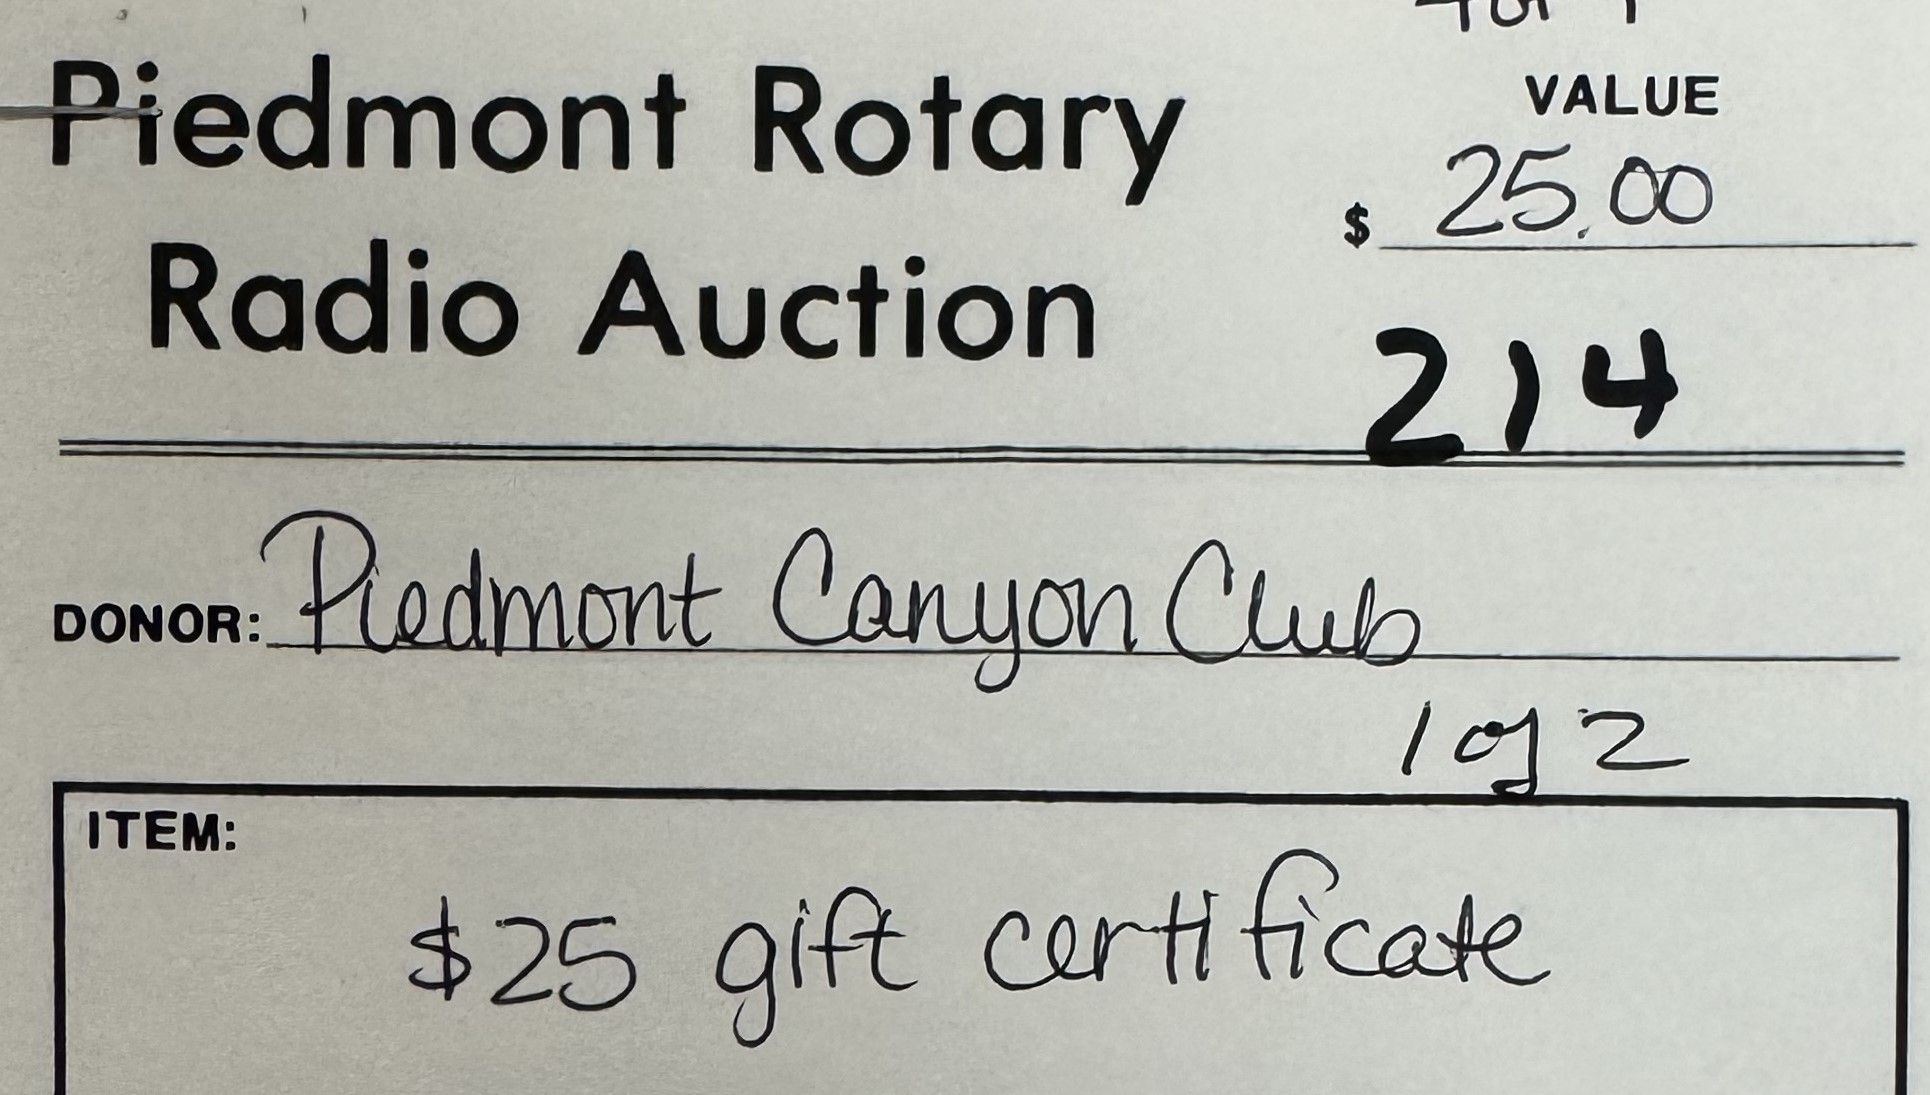 Piedmont Rotary
Radio Auction
VALUE
$ 25.00
214
DONOR: Piedmont Canyon Club
1 of 2
ITEM:
$25 gift certificate